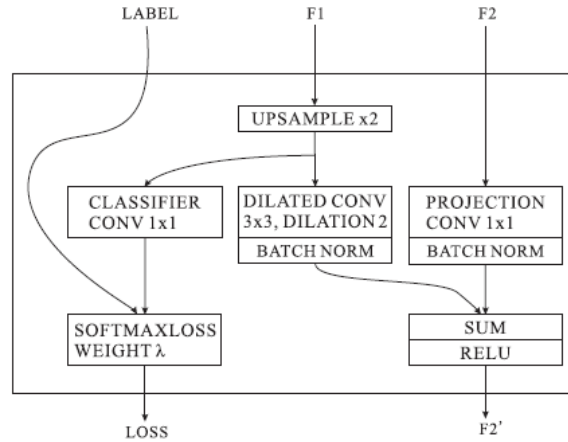 LABEL
F1
F2
UPSAMPLE x2
CLASSIFIER
CONV 1x1
DILATED CONV
3x3, DILATION 2
BATCH NORM
PROJECTION
CONV 1x1
BATCH NORM
SOFTMAXLOSS
WEIGHT λ
SUM
RELU
LOSS
F2'